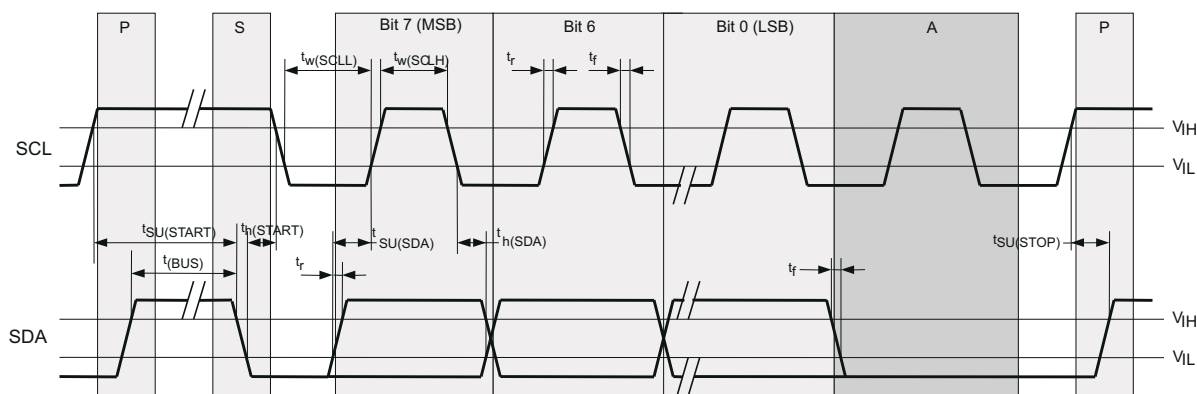 P S Bit 7 (MSB) Bit 6 Bit 0 (LSB) A P
tw(SCLL) tw(SCLH) tr tf
VIH
SCL
VIL
tSU(START) th(START) tSU(SDA) th(SDA) tSU(STOP)
t(BUS) tr tf
VIH
SDA
VIL